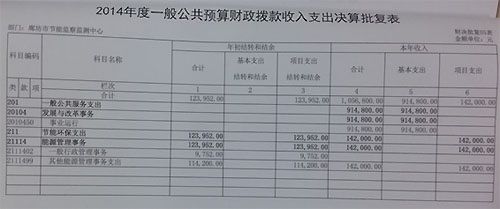 2014年度一般公共预算财政拨款收入支出决算批复表
财决批复05表
部门:廊坊市节能监察监测中心 金额单位:元
科目编码 科目名称 年初结转和结余 本年收入
合计 基本支出结转和结余 项目支出结转和结余 合计 基本支出 项目支出
类 款 项 栏次 1 2 3 4 5 6
合计 123,952.00 123,952.00 1,056,800.00 914,800.00 142,000.00
201 一般公共服务支出 914,800.00 914,800.00
20104 发展与改革事务 914,800.00 914,800.00
2010450 事业运行 914,800.00 914,800.00
211 节能环保支出 123,952.00 123,952.00 142,000.00 142,000.00
21114 能源管理事务 123,952.00 123,952.00 142,000.00 142,000.00
2111402 一般行政管理事务 9,752.00 9,752.00
2111499 其他能源管理事务支出 114,200.00 114,200.00 142,000.00 142,000.00